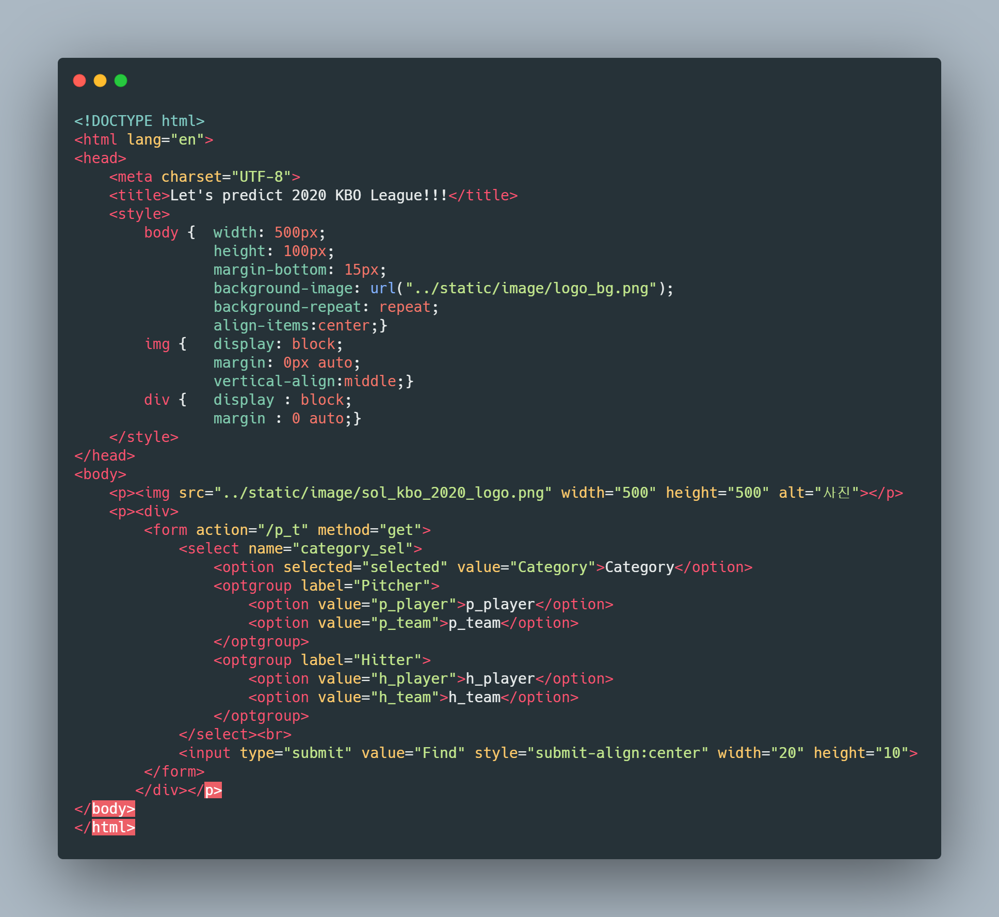 <!DOCTYPE html>
<html lang="en">
<head>
    <meta charset="UTF-8">
    <title>Let's predict 2020 KBO League!!!</title>
    <style>
        body {  width: 500px;
                height: 100px;
                margin-bottom: 15px;
                background-image: url("../static/image/logo_bg.png");
                background-repeat: repeat;
                align-items:center;}
        img {   display: block;
                margin: 0px auto;
                vertical-align:middle;}
        div {   display : block;
                margin : 0 auto;}
    </style>
</head>
<body>
    <p><img src="../static/image/sol_kbo_2020_logo.png" width="500" height="500" alt="사진"></p>
    <p><div>
        <form action="/p_t" method="get">
            <select name="category_sel">
                <option selected="selected" value="Category">Category</option>
                <optgroup label="Pitcher">
                    <option value="p_player">p_player</option>
                    <option value="p_team">p_team</option>
                </optgroup>
                <optgroup label="Hitter">
                    <option value="h_player">h_player</option>
                    <option value="h_team">h_team</option>
                </optgroup>
            </select><br>
            <input type="submit" value="Find" style="submit-align:center" width="20" height="10">
        </form>
       </div></p>
</body>
</html>